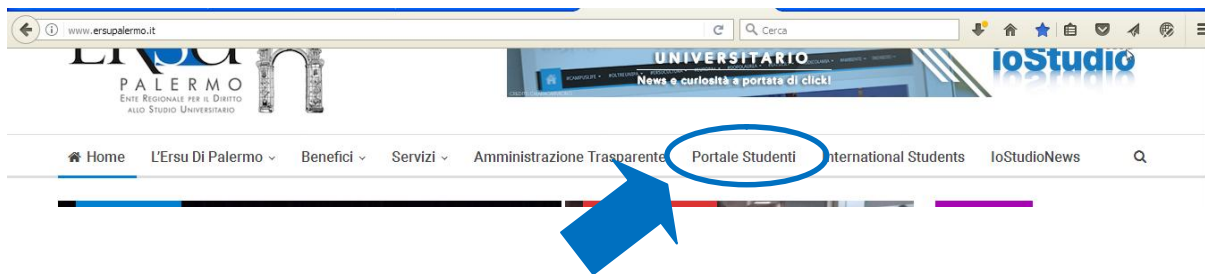 www.ersupalermo.it
Cerca
ERSU
PALERMO
ENTE REGIONALE PER IL DIRITTO
ALLO STUDIO UNIVERSITARIO
UNIVERSITARIO
News e curiosità a portata di click!
ioStudio
Home L'Ersu Di Palermo Benefici Servizi Amministrazione Trasparente Portale Studenti International Students IoStudioNews